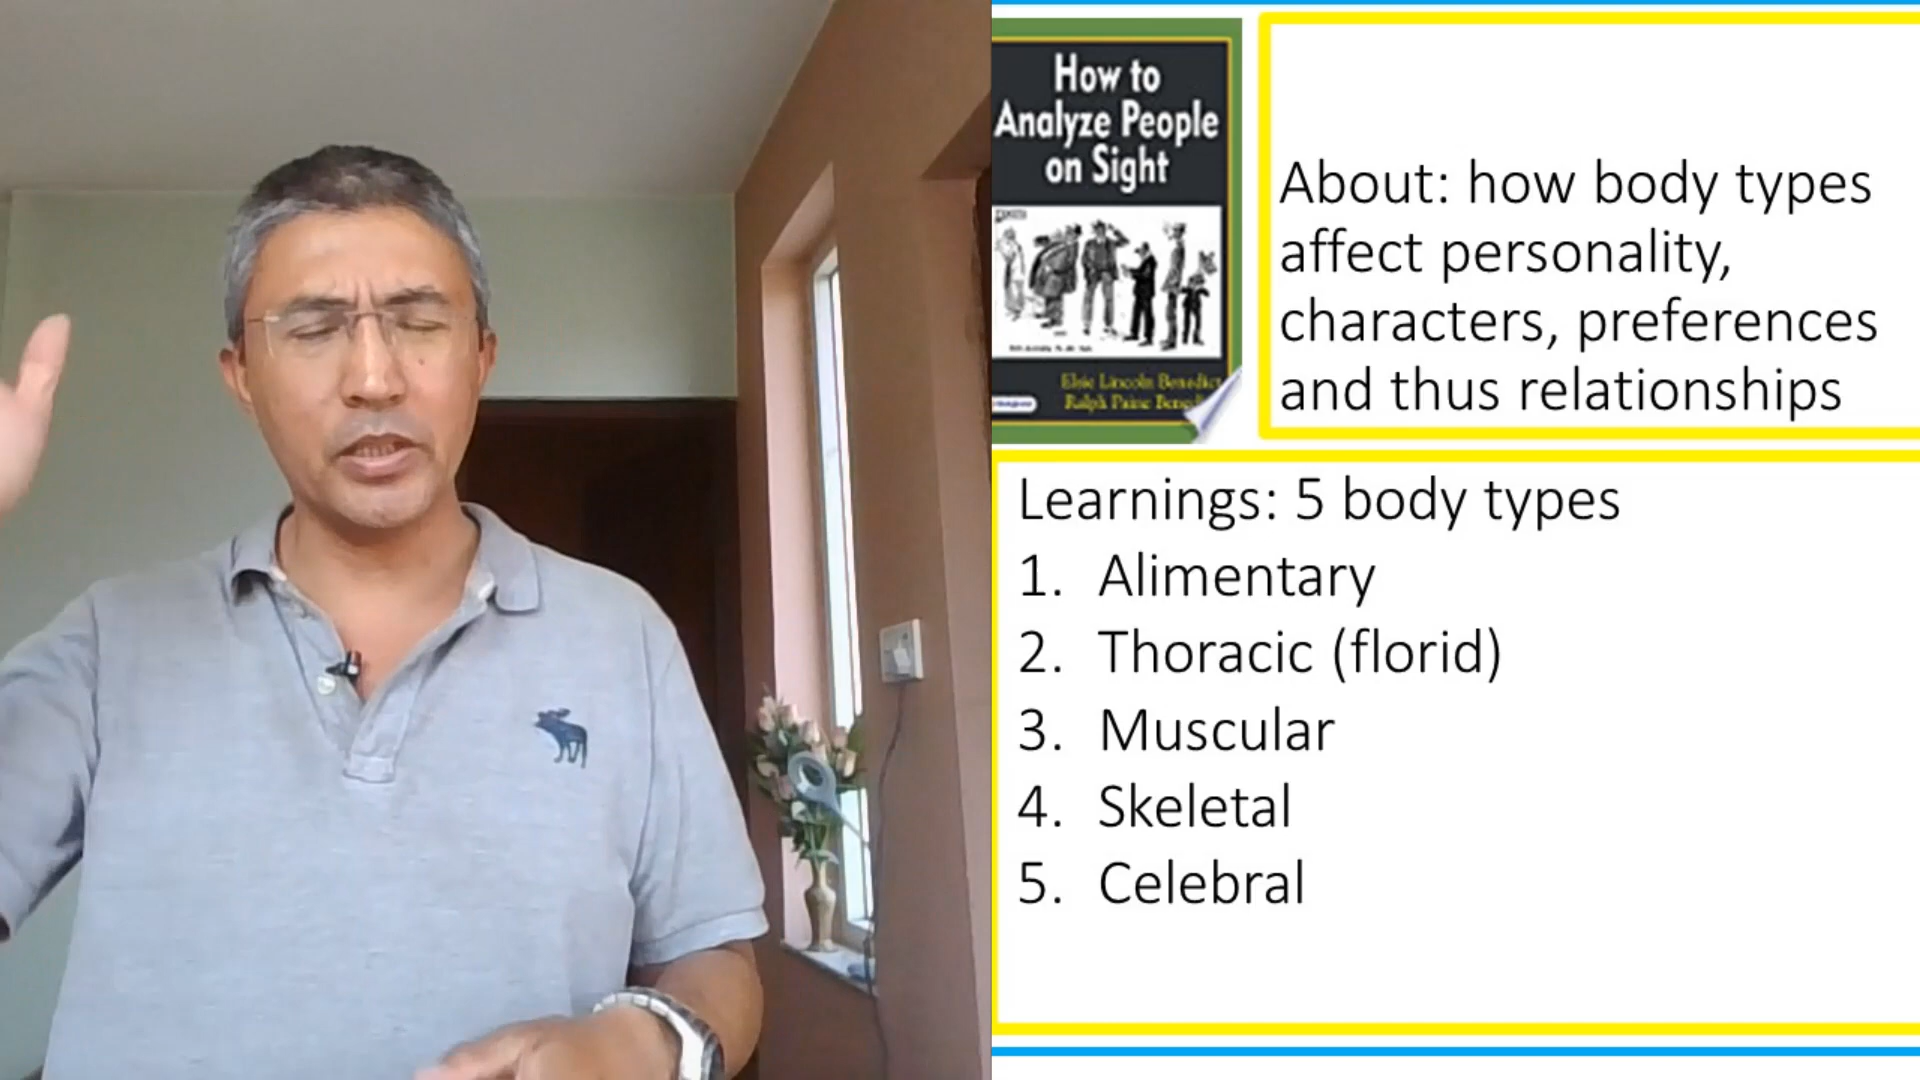 How to
Analyze People
on Sight
Elsie Lincoln Benedict
Ralph Paine Benedi
About: how body types
affect personality,
characters, preferences
and thus relationships
Learnings: 5 body types
1. Alimentary
2. Thoracic (florid)
3. Muscular
4. Skeletal
5. Celebral